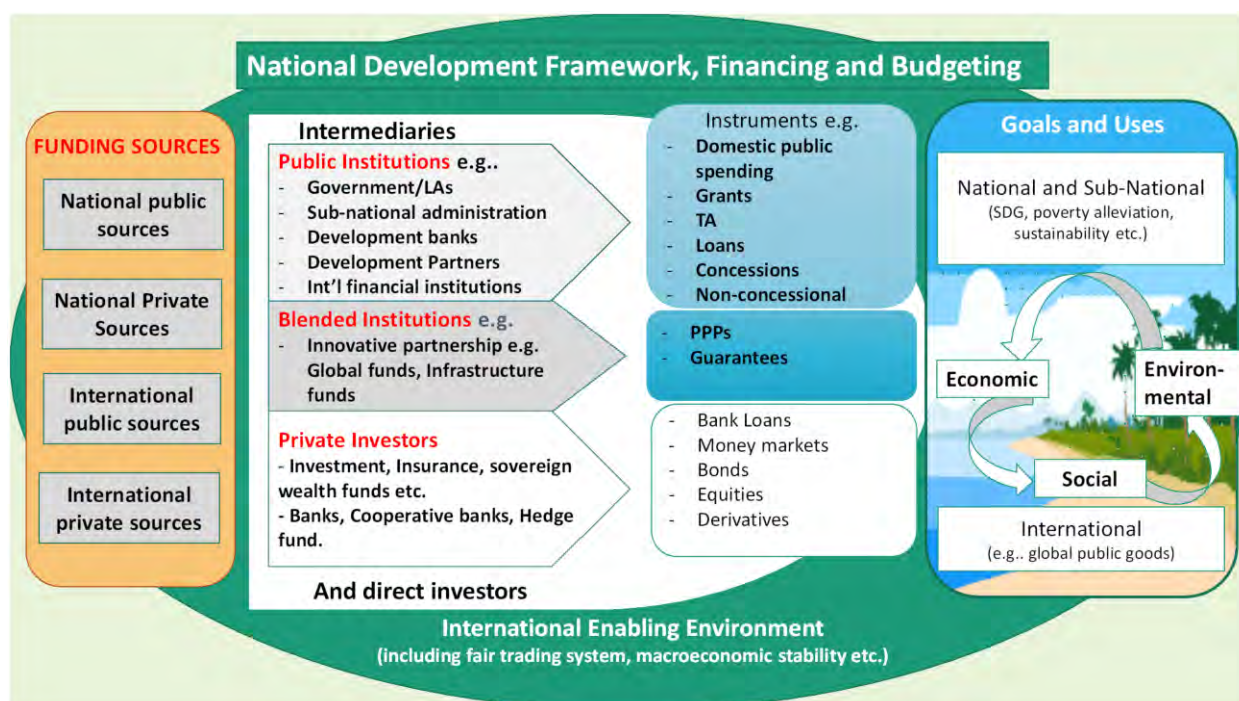 National Development Framework, Financing and Budgeting
FUNDING SOURCES
National public
sources
National Private
Sources
International
public sources
International
private sources
Intermediaries
Public Institutions e.g..
- Government/LAs
- Sub-national administration
- Development banks
- Development Partners
- Int'l financial institutions
Blended Institutions e.g.
- Innovative partnership e.g.
Global funds, Infrastructure
funds
Private Investors
- Investment, Insurance, sovereign
wealth funds etc.
- Banks, Cooperative banks, Hedge
fund.
And direct investors
Instruments e.g.
- Domestic public
spending
- Grants
- TA
- Loans
- Concessions
- Non-concessional
- PPPs
- Guarantees
- Bank Loans
- Money markets
- Bonds
- Equities
- Derivatives
Goals and Uses
National and Sub-National
(SDG, poverty alleviation,
sustainability etc.)
Economic
Environ-
mental
Social
International
(e.g.. global public goods)
International Enabling Environment
(including fair trading system, macroeconomic stability etc.)